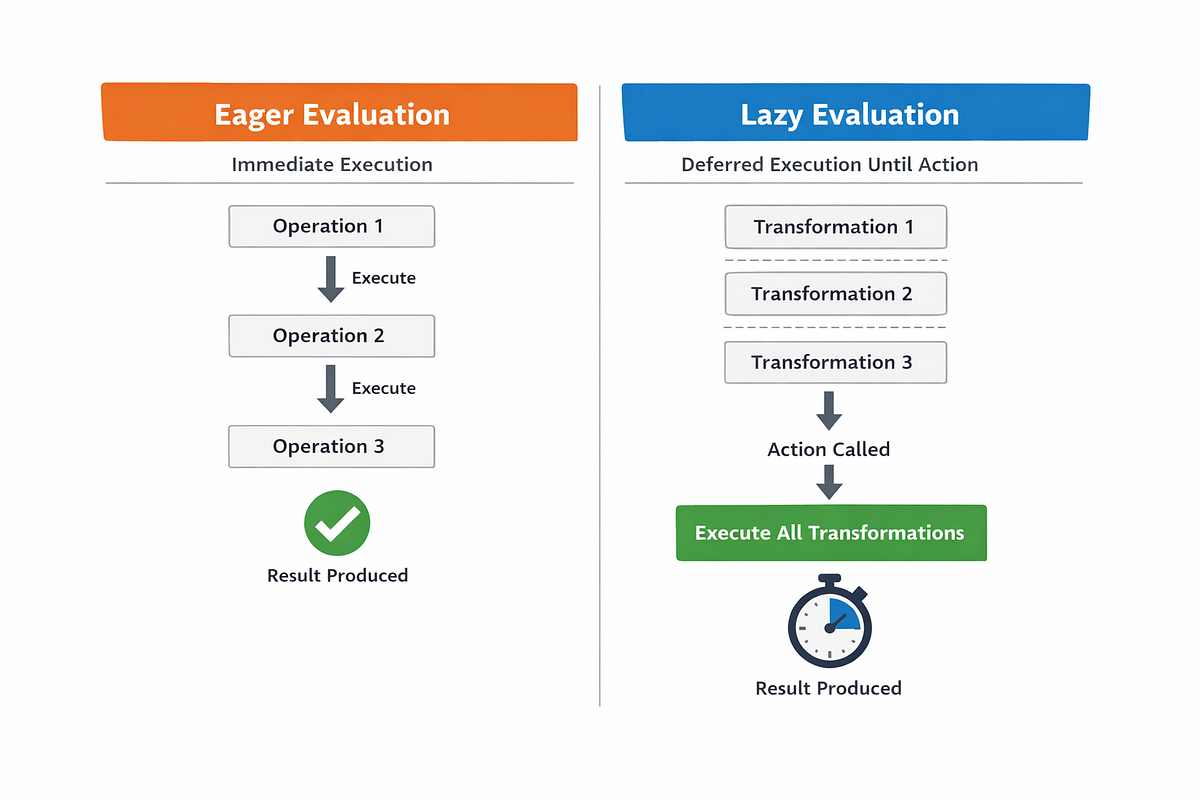 Eager Evaluation
Immediate Execution
Operation 1
Execute
Operation 2
Execute
Operation 3
Result Produced
Lazy Evaluation
Deferred Execution Until Action
Transformation 1
Transformation 2
Transformation 3
Action Called
Execute All Transformations
Result Produced